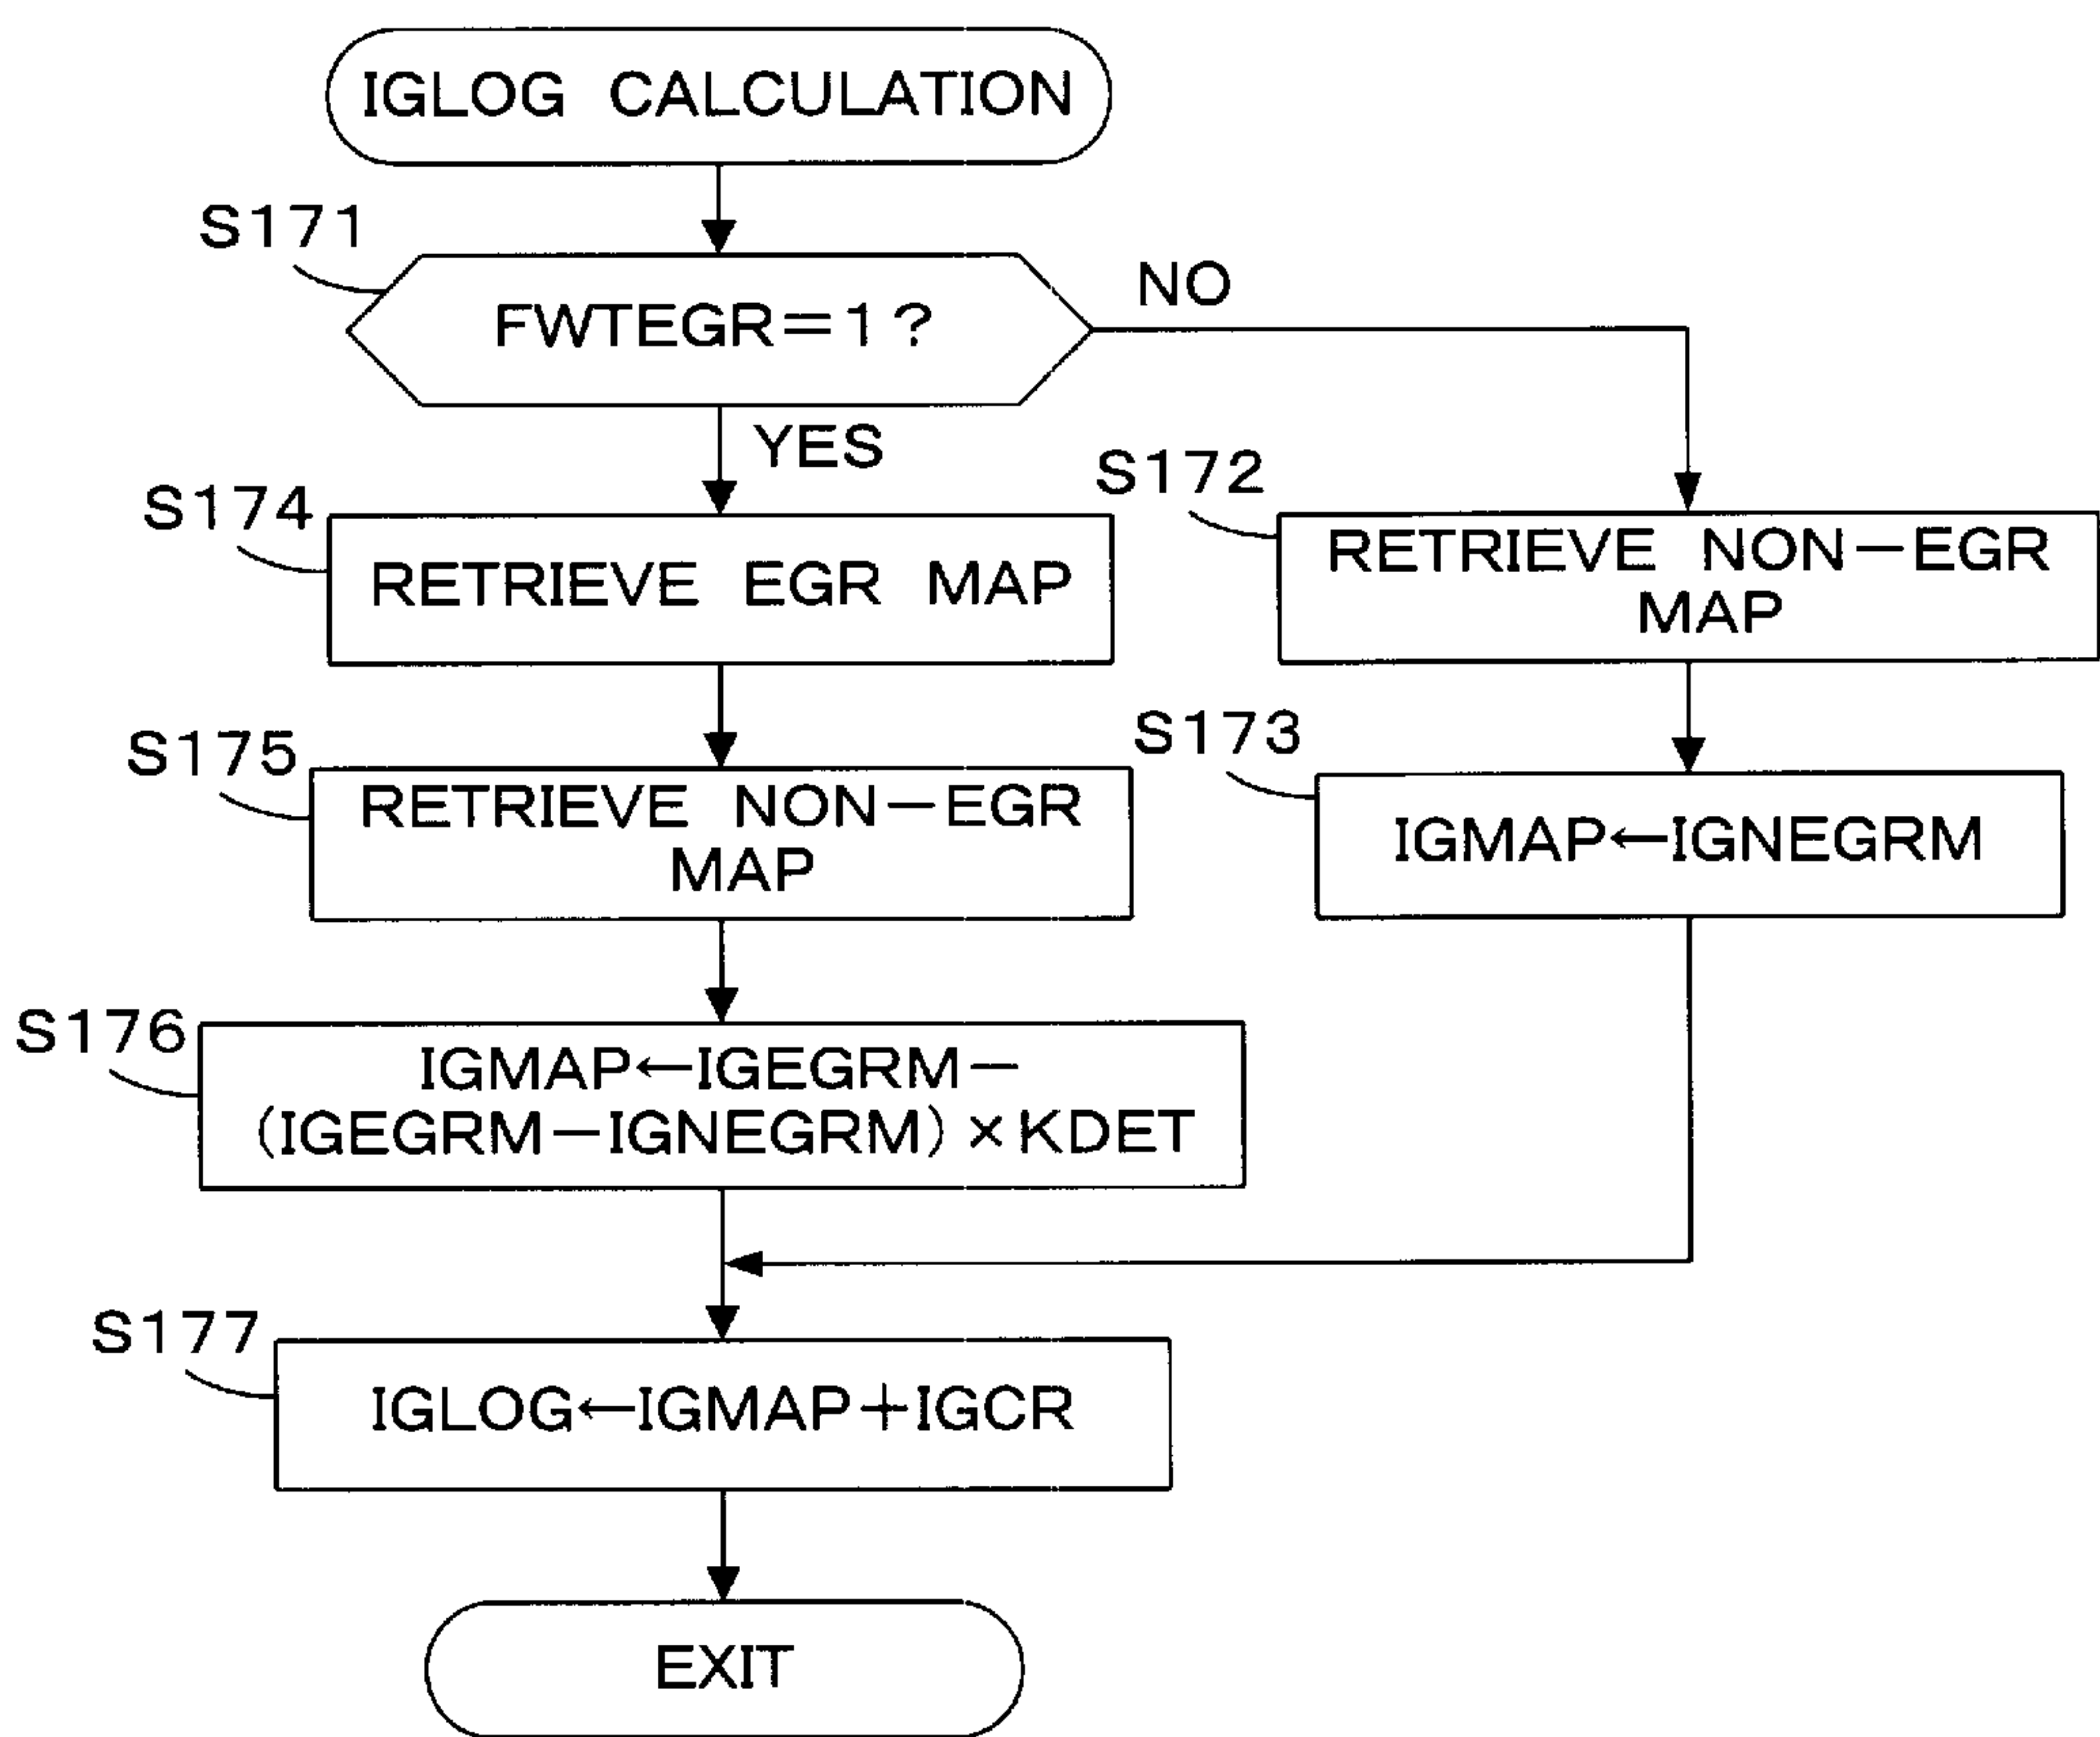 IGLOG CALCULATION
S171
FWTEGR=1?
NO
YES
S174
RETRIEVE EGR MAP
S172
RETRIEVE NON-EGR
MAP
S175
RETRIEVE NON-EGR
MAP
S173
IGMAP←IGNEGRM
S176
IGMAP←IGEGRM-
(IGEGRM-IGNEGRM)×KDET
S177
IGLOG←IGMAP+IGCR
EXIT